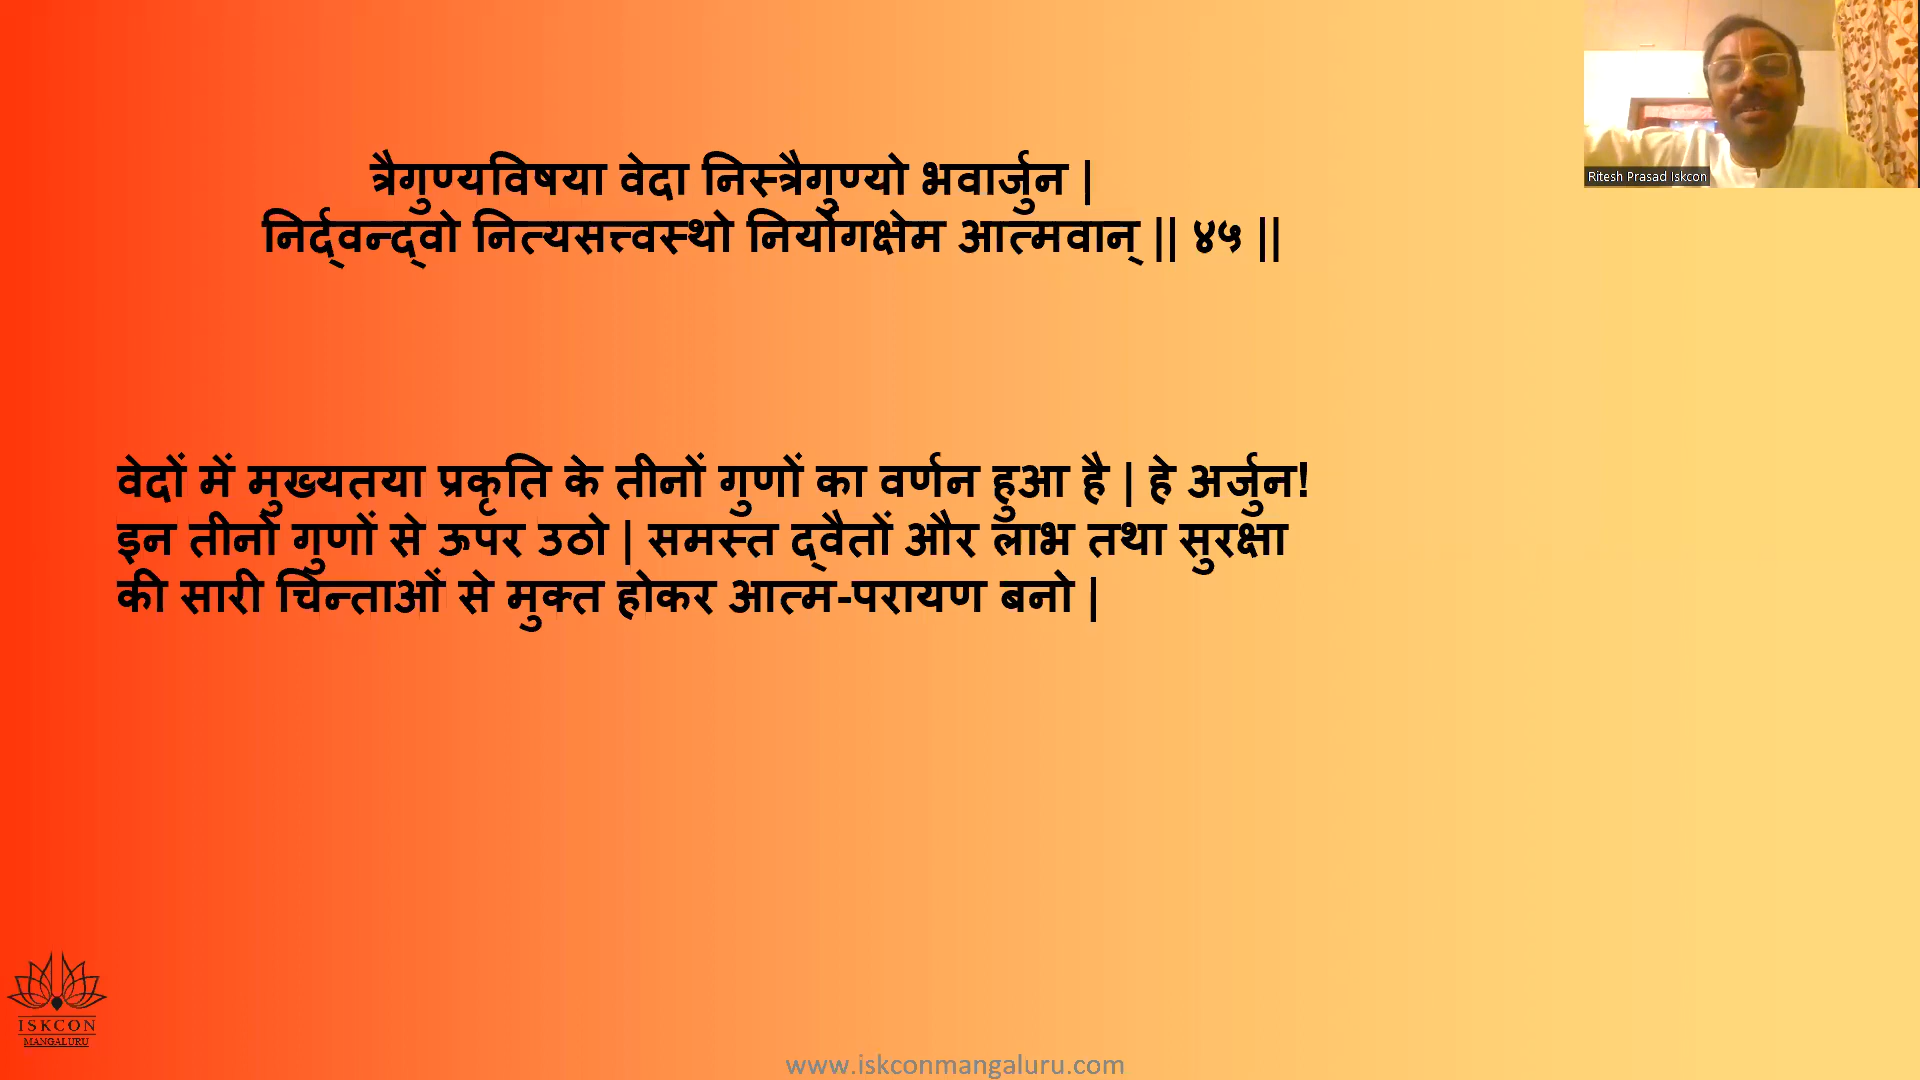 त्रैगुण्यविषया वेदा निस्त्रैगुण्यो भवार्जुन |
निर्द्वन्द्वो नित्यसत्त्वस्थो निर्योगक्षेम आत्मवान् || ४५ ||
वेदों में मुख्यतया प्रकृति के तीनों गुणों का वर्णन हुआ है | हे अर्जुन!
इन तीनों गुणों से ऊपर उठो | समस्त द्वैतों और लाभ तथा सुरक्षा
की सारी चिन्ताओं से मुक्त होकर आत्म-परायण बनो |
Ritesh Prasad Iskcon
ISKCON
MANGALURU
www.iskconmangaluru.com